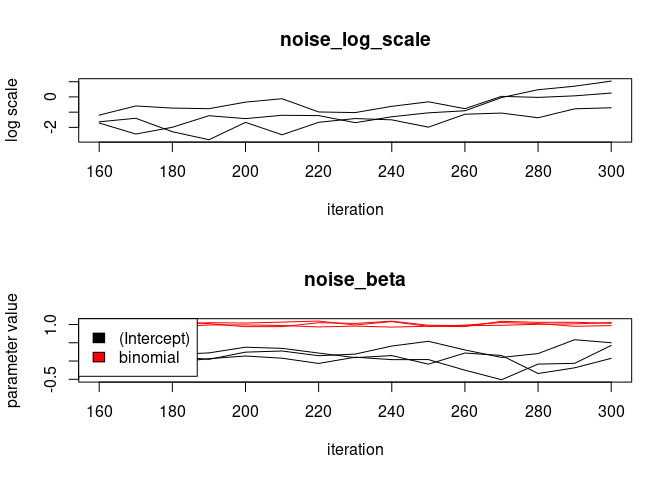 noise_log_scale
log scale
0
-2
160 180 200 220 240 260 280 300
iteration
noise_beta
parameter value
1.0
-0.5
(Intercept)
binomial
160 180 200 220 240 260 280 300
iteration